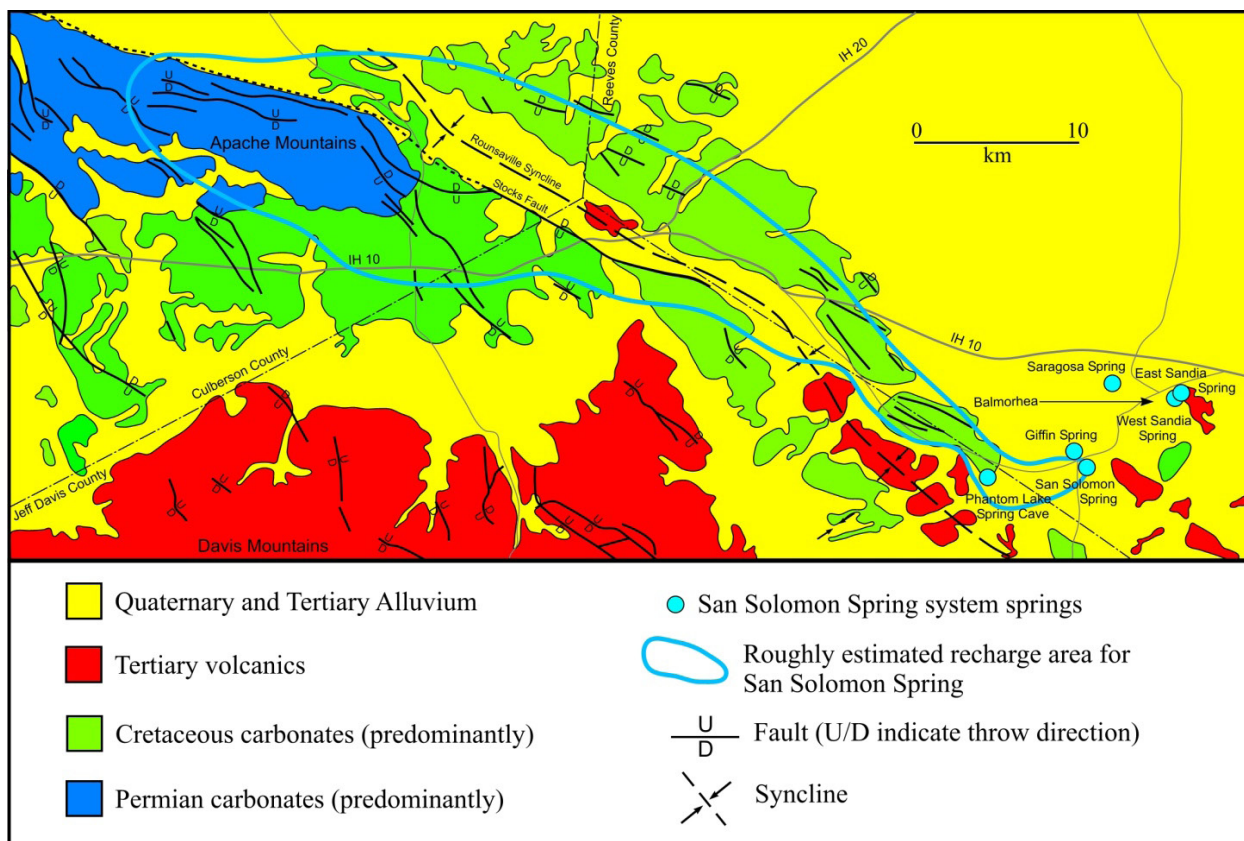 Reeves County
IH 20
0 10
km
Apache Mountains
Rounsaville Syncline
Stocks Fault
IH 10
IH 10
Culberson County
Jeff Davis County
Davis Mountains
Saragosa Spring
East Sandia
Spring
Balmorhea
West Sandia
Spring
Giffin Spring
San Solomon
Spring
Phantom Lake
Spring Cave
U
D
U
D
U
D
U
D
U
D
U
D
U
D
U
D
Quaternary and Tertiary Alluvium
Tertiary volcanics
Cretaceous carbonates (predominantly)
Permian carbonates (predominantly)
San Solomon Spring system springs
Roughly estimated recharge area for
San Solomon Spring
U
D
Fault (U/D indicate throw direction)
Syncline